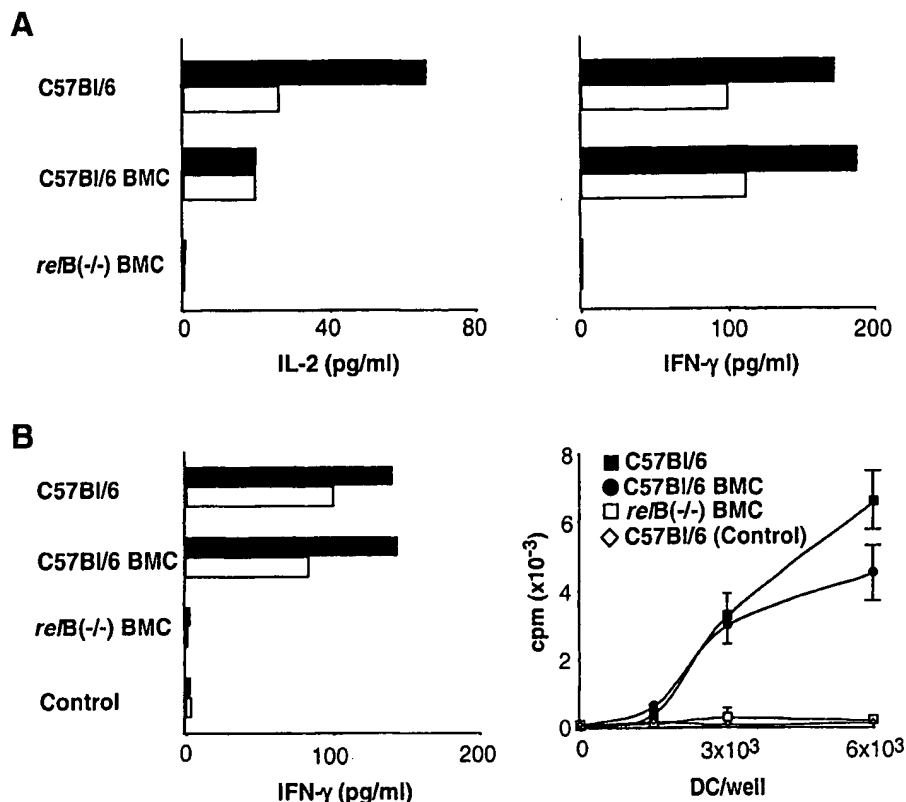 A
C57Bl/6
C57Bl/6 BMC
relB(-/-) BMC
0 40 80
IL-2 (pg/ml)
0 100 200
IFN-γ (pg/ml)
B
C57Bl/6
C57Bl/6 BMC
relB(-/-) BMC
Control
0 100 200
IFN-γ (pg/ml)
8
6
4
2
0
cpm (x10⁻³)
C57Bl/6
C57Bl/6 BMC
relB(-/-) BMC
C57Bl/6 (Control)
0 3x10³ 6x10³
DC/well